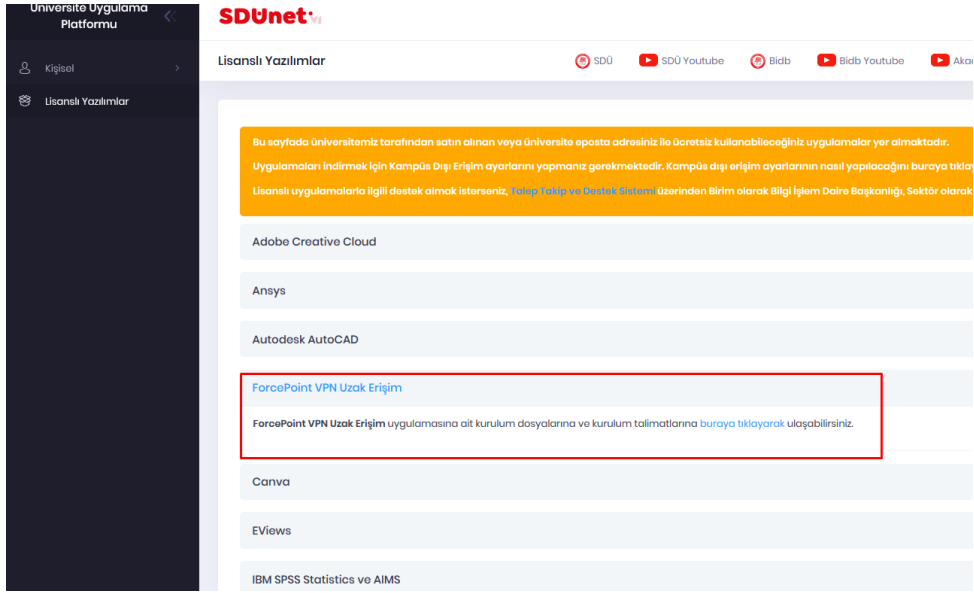 Üniversite Uygulama
Platformu
SDÜnet
Kişisel
Lisanslı Yazılımlar
Lisanslı Yazılımlar
SDÜ
SDÜ Youtube
Bidb
Bidb Youtube
Bu sayfada üniversitemiz tarafından satın alınan veya üniversite eposta adresiniz ile ücretsiz kullanabileceğiniz uygulamalar yer almaktadır.
Uygulamaları indirmek için Kampüs Dışı Erişim ayarlarını yapmanız gerekmektedir. Kampüs dışı erişim ayarlarının nasıl yapılacağını buraya
Lisanslı uygulamalarla ilgili destek almak isterseniz, Talep Takip ve Destek Sistemi üzerinden Birim olarak Bilgi İşlem Daire Başkanlığı, Sektör olarak
Adobe Creative Cloud
Ansys
Autodesk AutoCAD
ForcePoint VPN Uzak Erişim
ForcePoint VPN Uzak Erişim uygulamasına ait kurulum dosyalarına ve kurulum talimatlarına buraya tıklayarak ulaşabilirsiniz.
Canva
EViews
IBM SPSS Statistics ve AIMS